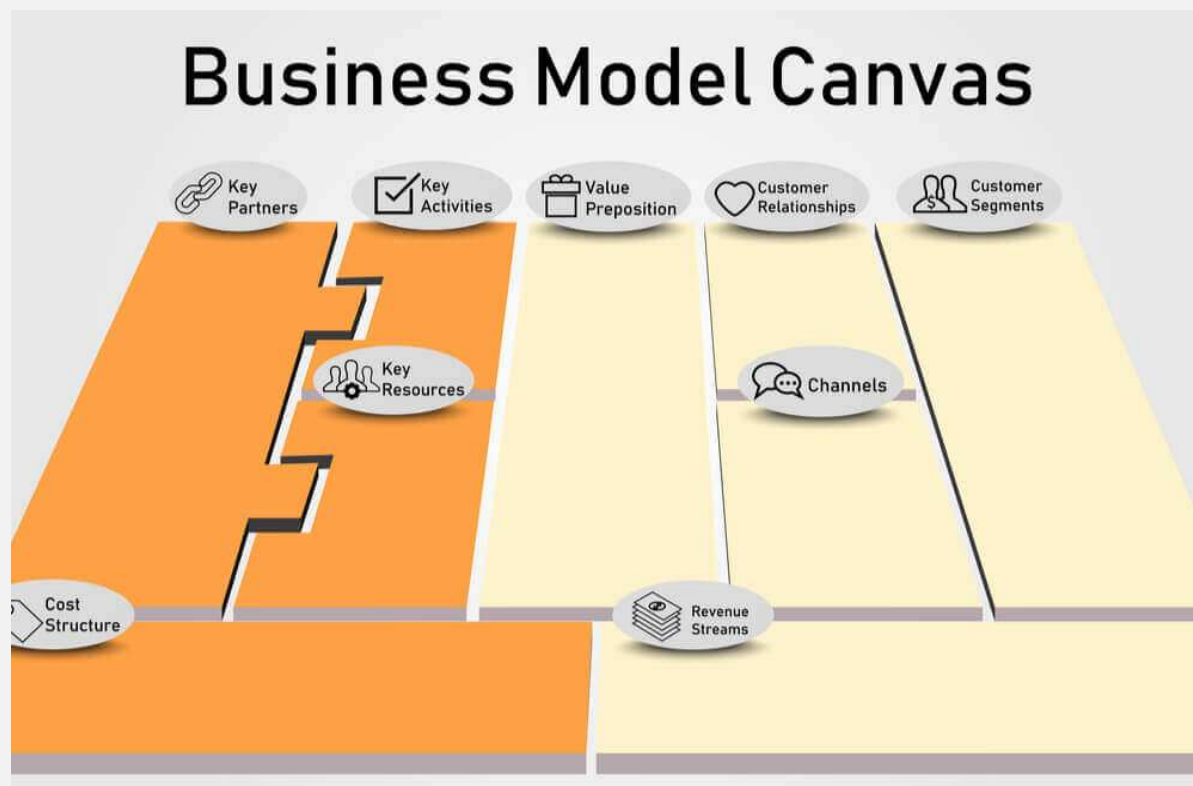 Business Model Canvas
Key
Partners
Key
Activities
Value
Preposition
Customer
Relationships
Customer
Segments
Key
Resources
Channels
Cost
Structure
Revenue
Streams